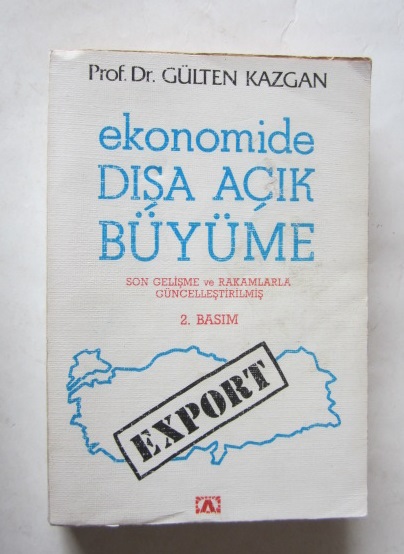 Prof. Dr. GÜLTEN KAZGAN
ekonomide
DIŞA AÇIK
BÜYÜME
SON GELİŞME ve RAKAMLARLA
GÜNCELLEŞTİRİLMİŞ
2. BASIM
EXPORT